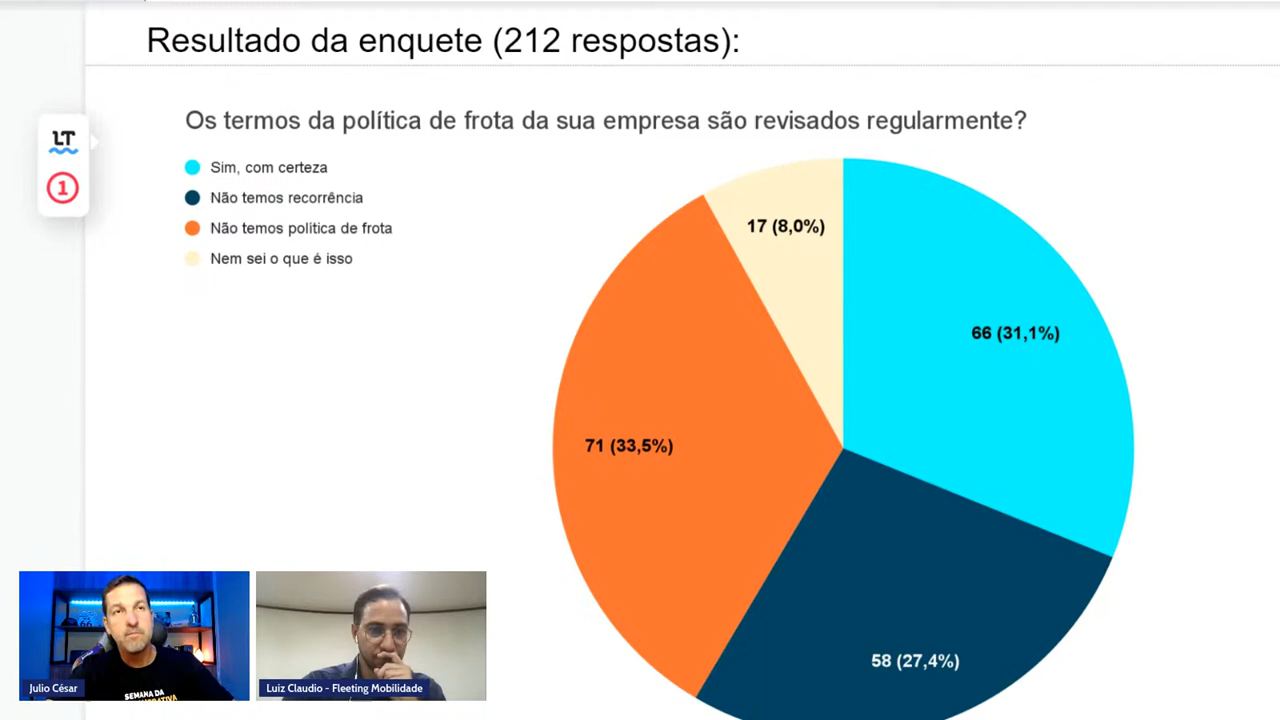 Resultado da enquete (212 respostas):
Os termos da política de frota da sua empresa são revisados regularmente?
LT
1
Sim, com certeza
Não temos recorrência
Não temos política de frota
Nem sei o que é isso
17 (8,0%)
66 (31,1%)
71 (33,5%)
58 (27,4%)
66
Julio César
SEMANA DA
Luiz Claudio - Fleeting Mobilidade